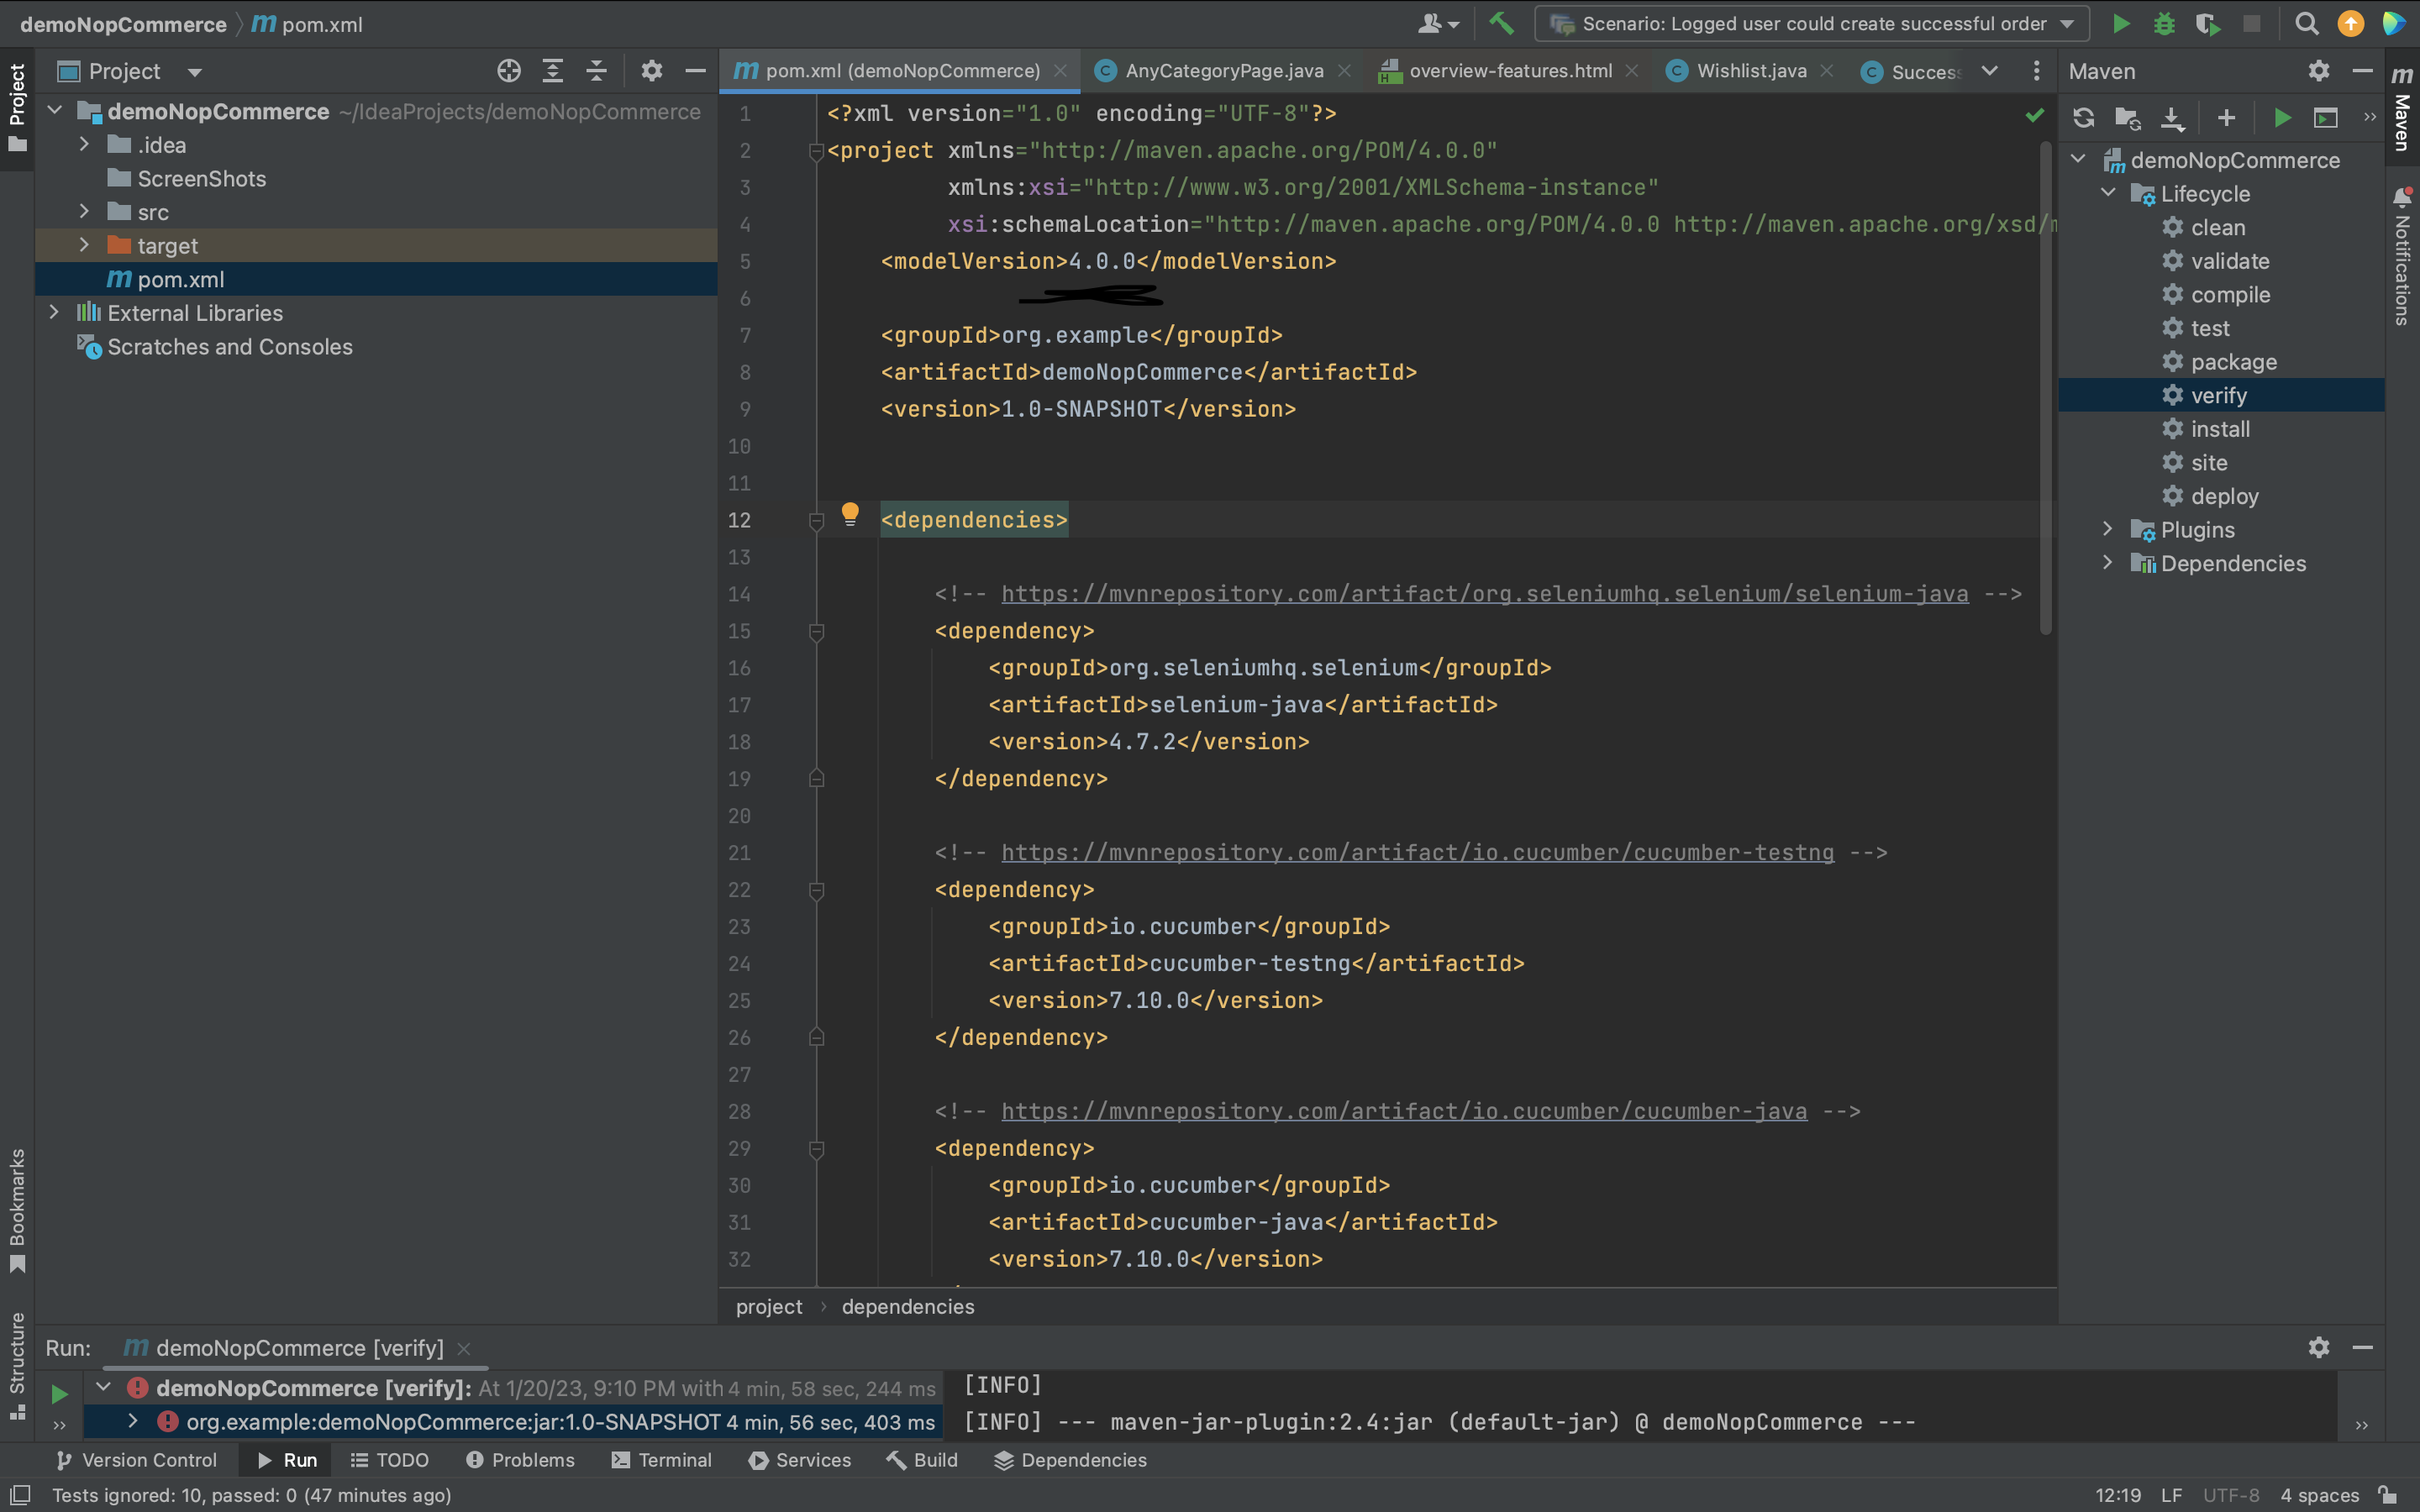 demoNopCommerce pom.xml
Scenario: Logged user could create successful order
Project
Project
demoNopCommerce ~/IdeaProjects/demoNopCommerce
.idea
ScreenShots
src
target
pom.xml
External Libraries
Scratches and Consoles
Bookmarks
Structure
pom.xml (demoNopCommerce) AnyCategoryPage.java overview-features.html Wishlist.java Success
1 <?xml version="1.0" encoding="UTF-8"?>
2 <project xmlns="http://maven.apache.org/POM/4.0.0"
3 xmlns:xsi="http://www.w3.org/2001/XMLSchema-instance"
4 xsi:schemaLocation="http://maven.apache.org/POM/4.0.0 http://maven.apache.org/xsd/m
5 <modelVersion>4.0.0</modelVersion>
6
7 <groupId>org.example</groupId>
8 <artifactId>demoNopCommerce</artifactId>
9 <version>1.0-SNAPSHOT</version>
10
11
12 <dependencies>
13
14 <!-- https://mvnrepository.com/artifact/org.seleniumhq.selenium/selenium-java -->
15 <dependency>
16 <groupId>org.seleniumhq.selenium</groupId>
17 <artifactId>selenium-java</artifactId>
18 <version>4.7.2</version>
19 </dependency>
20
21 <!-- https://mvnrepository.com/artifact/io.cucumber/cucumber-testng -->
22 <dependency>
23 <groupId>io.cucumber</groupId>
24 <artifactId>cucumber-testng</artifactId>
25 <version>7.10.0</version>
26 </dependency>
27
28 <!-- https://mvnrepository.com/artifact/io.cucumber/cucumber-java -->
29 <dependency>
30 <groupId>io.cucumber</groupId>
31 <artifactId>cucumber-java</artifactId>
32 <version>7.10.0</version>
project › dependencies
Maven
demoNopCommerce
Lifecycle
clean
validate
compile
test
package
verify
install
site
deploy
Plugins
Dependencies
Maven
Notifications
Run: demoNopCommerce [verify]
demoNopCommerce [verify]: At 1/20/23, 9:10 PM with 4 min, 58 sec, 244 ms
org.example:demoNopCommerce:jar:1.0-SNAPSHOT 4 min, 56 sec, 403 ms
[INFO]
[INFO] --- maven-jar-plugin:2.4:jar (default-jar) @ demoNopCommerce ---
Version Control Run TODO Problems Terminal Services Build Dependencies
Tests ignored: 10, passed: 0 (47 minutes ago)
12:19 LF UTF-8 4 spaces